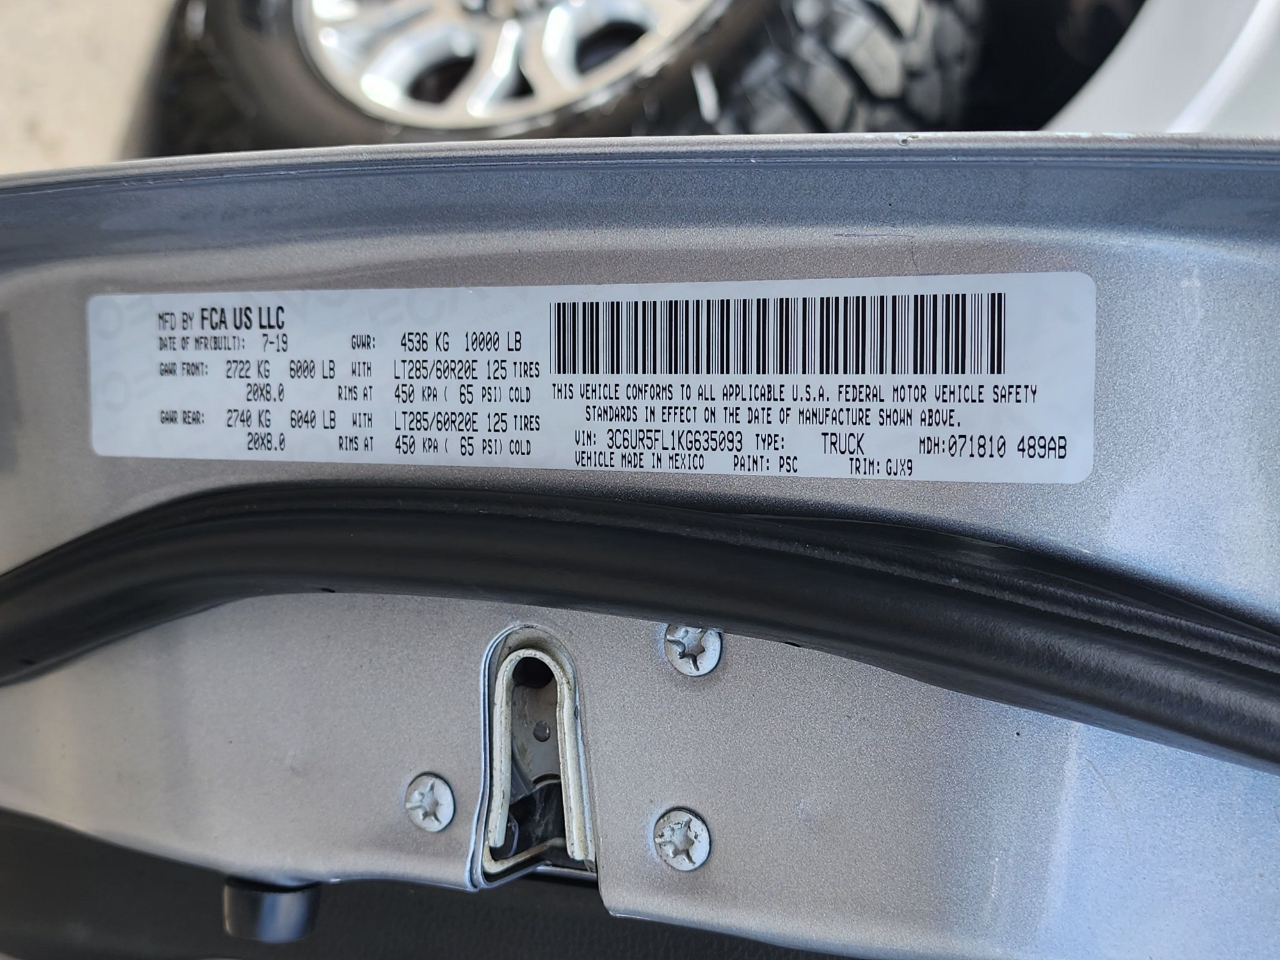 MFD BY FCA US LLC
DATE OF MFR(BUILT): 7-19 GVWR: 4536 KG 10000 LB
GAWR FRONT: 2722 KG 6000 LB WITH LT285/60R20E 125 TIRES
20X8.0 RIMS AT 450 KPA ( 65 PSI) COLD
GAWR REAR: 2740 KG 6040 LB WITH LT285/60R20E 125 TIRES
20X8.0 RIMS AT 450 KPA ( 65 PSI) COLD
THIS VEHICLE CONFORMS TO ALL APPLICABLE U.S.A. FEDERAL MOTOR VEHICLE SAFETY
STANDARDS IN EFFECT ON THE DATE OF MANUFACTURE SHOWN ABOVE.
VIN: 3C6UR5FL1KG635093 TYPE: TRUCK MDH:071810 489AB
VEHICLE MADE IN MEXICO PAINT: PSC TRIM: GJX9